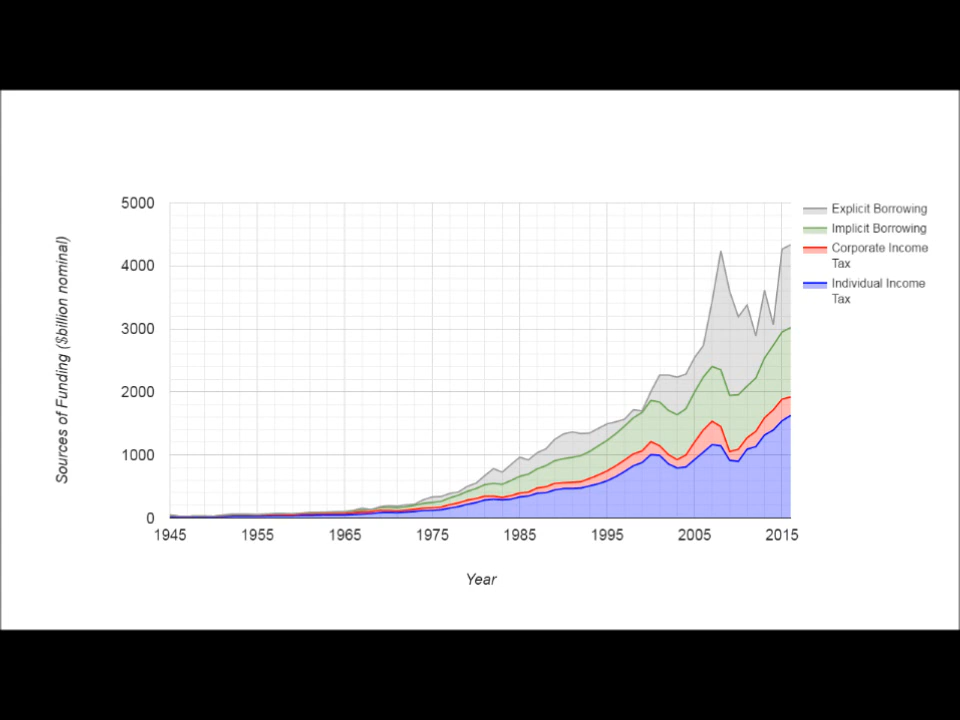 Sources of Funding ($billion nominal)
5000
4000
3000
2000
1000
0
1945 1955 1965 1975 1985 1995 2005 2015
Year
Explicit Borrowing
Implicit Borrowing
Corporate Income
Tax
Individual Income
Tax